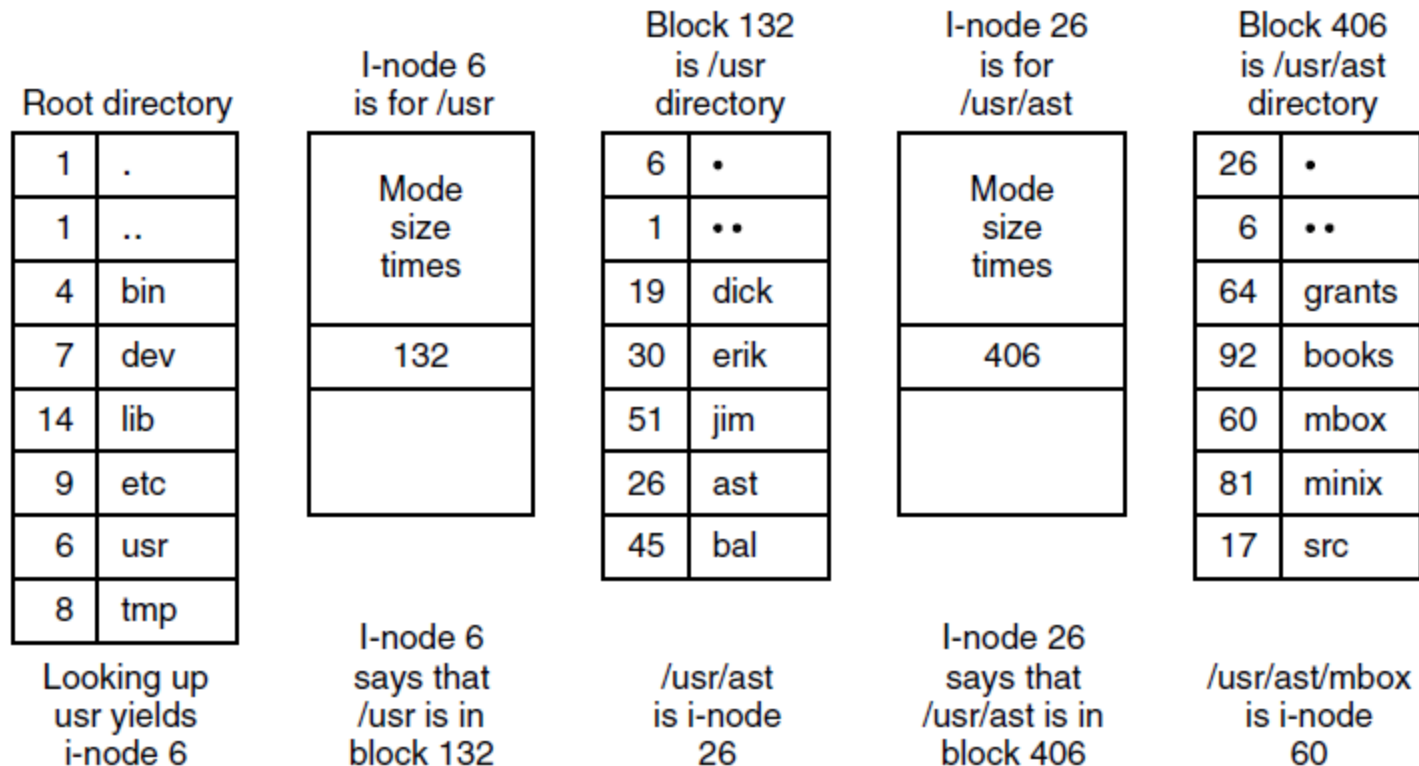 Root directory
1 .
1 ..
4 bin
7 dev
14 lib
9 etc
6 usr
8 tmp
Looking up
usr yields
i-node 6
I-node 6
is for /usr
Mode
size
times
132
I-node 6
says that
/usr is in
block 132
Block 132
is /usr
directory
6 •
1 ••
19 dick
30 erik
51 jim
26 ast
45 bal
/usr/ast
is i-node
26
I-node 26
is for
/usr/ast
Mode
size
times
406
I-node 26
says that
/usr/ast is in
block 406
Block 406
is /usr/ast
directory
26 •
6 ••
64 grants
92 books
60 mbox
81 minix
17 src
/usr/ast/mbox
is i-node
60